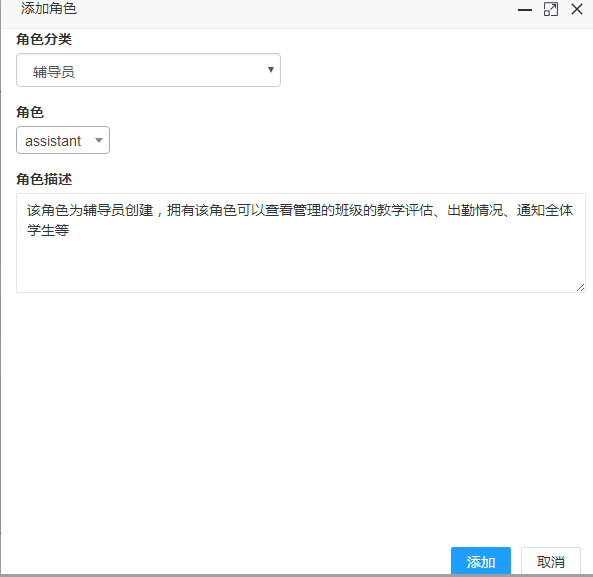 添加角色
角色分类
辅导员
角色
assistant
角色描述
该角色为辅导员创建，拥有该角色可以查看管理的班级的教学评估、出勤情况、通知全体
学生等
添加 取消